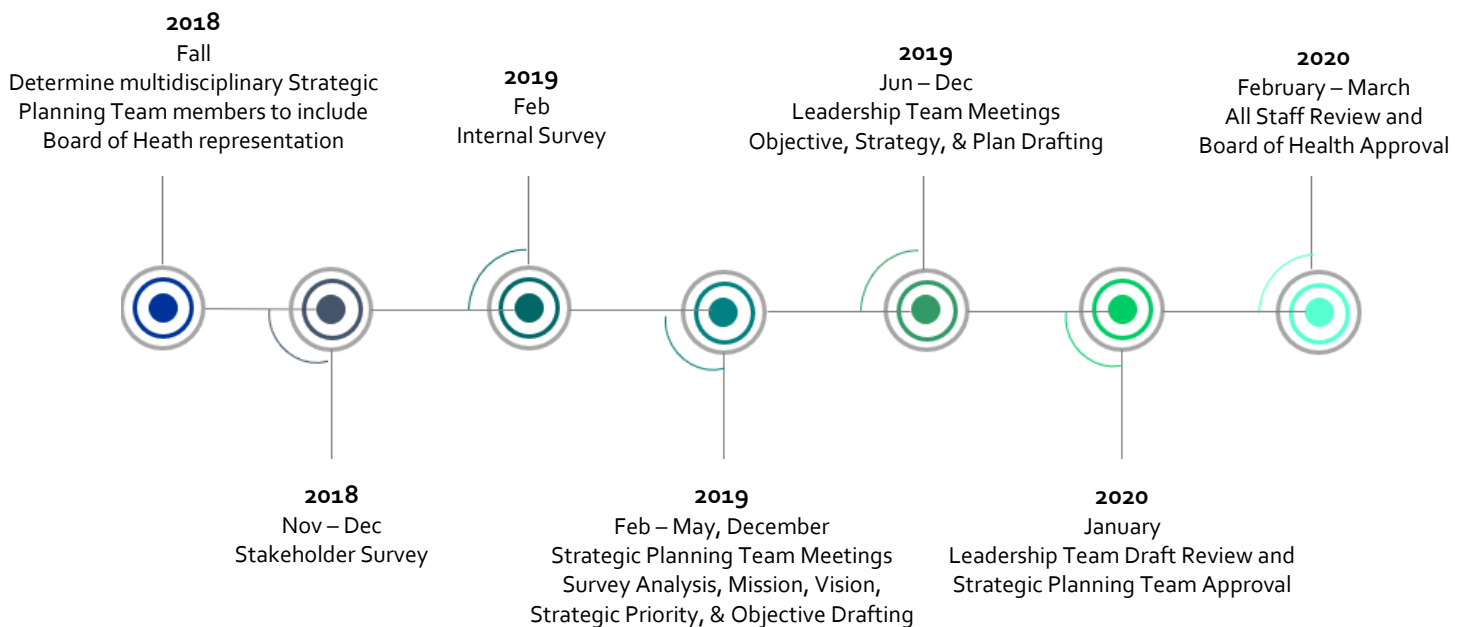 2018
Fall
Determine multidisciplinary Strategic
Planning Team members to include
Board of Heath representation
2018
Nov – Dec
Stakeholder Survey
2019
Feb
Internal Survey
2019
Feb – May, December
Strategic Planning Team Meetings
Survey Analysis, Mission, Vision,
Strategic Priority, & Objective Drafting
2019
Jun – Dec
Leadership Team Meetings
Objective, Strategy, & Plan Drafting
2020
January
Leadership Team Draft Review and
Strategic Planning Team Approval
2020
February – March
All Staff Review and
Board of Health Approval